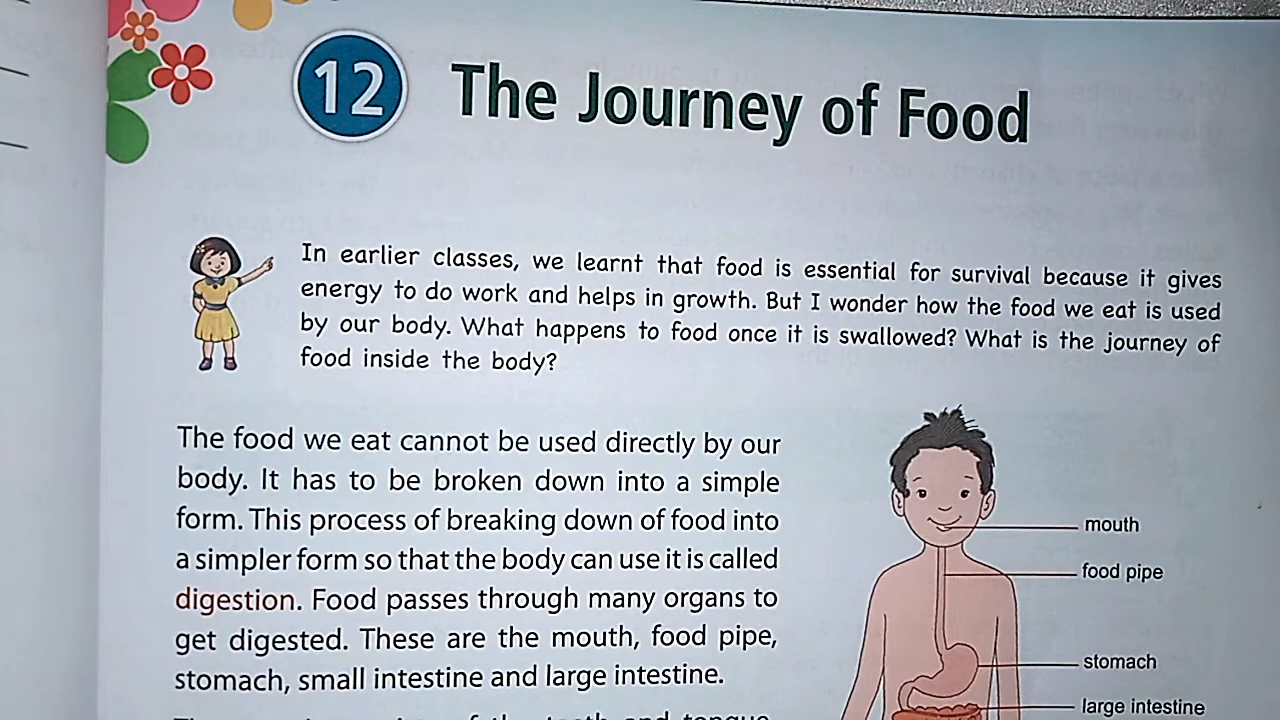 12 The Journey of Food
In earlier classes, we learnt that food is essential for survival because it gives
energy to do work and helps in growth. But I wonder how the food we eat is used
by our body. What happens to food once it is swallowed? What is the journey of
food inside the body?
The food we eat cannot be used directly by our
body. It has to be broken down into a simple
form. This process of breaking down of food into
a simpler form so that the body can use it is called
digestion. Food passes through many organs to
get digested. These are the mouth, food pipe,
stomach, small intestine and large intestine.
mouth
food pipe
stomach
large intestine